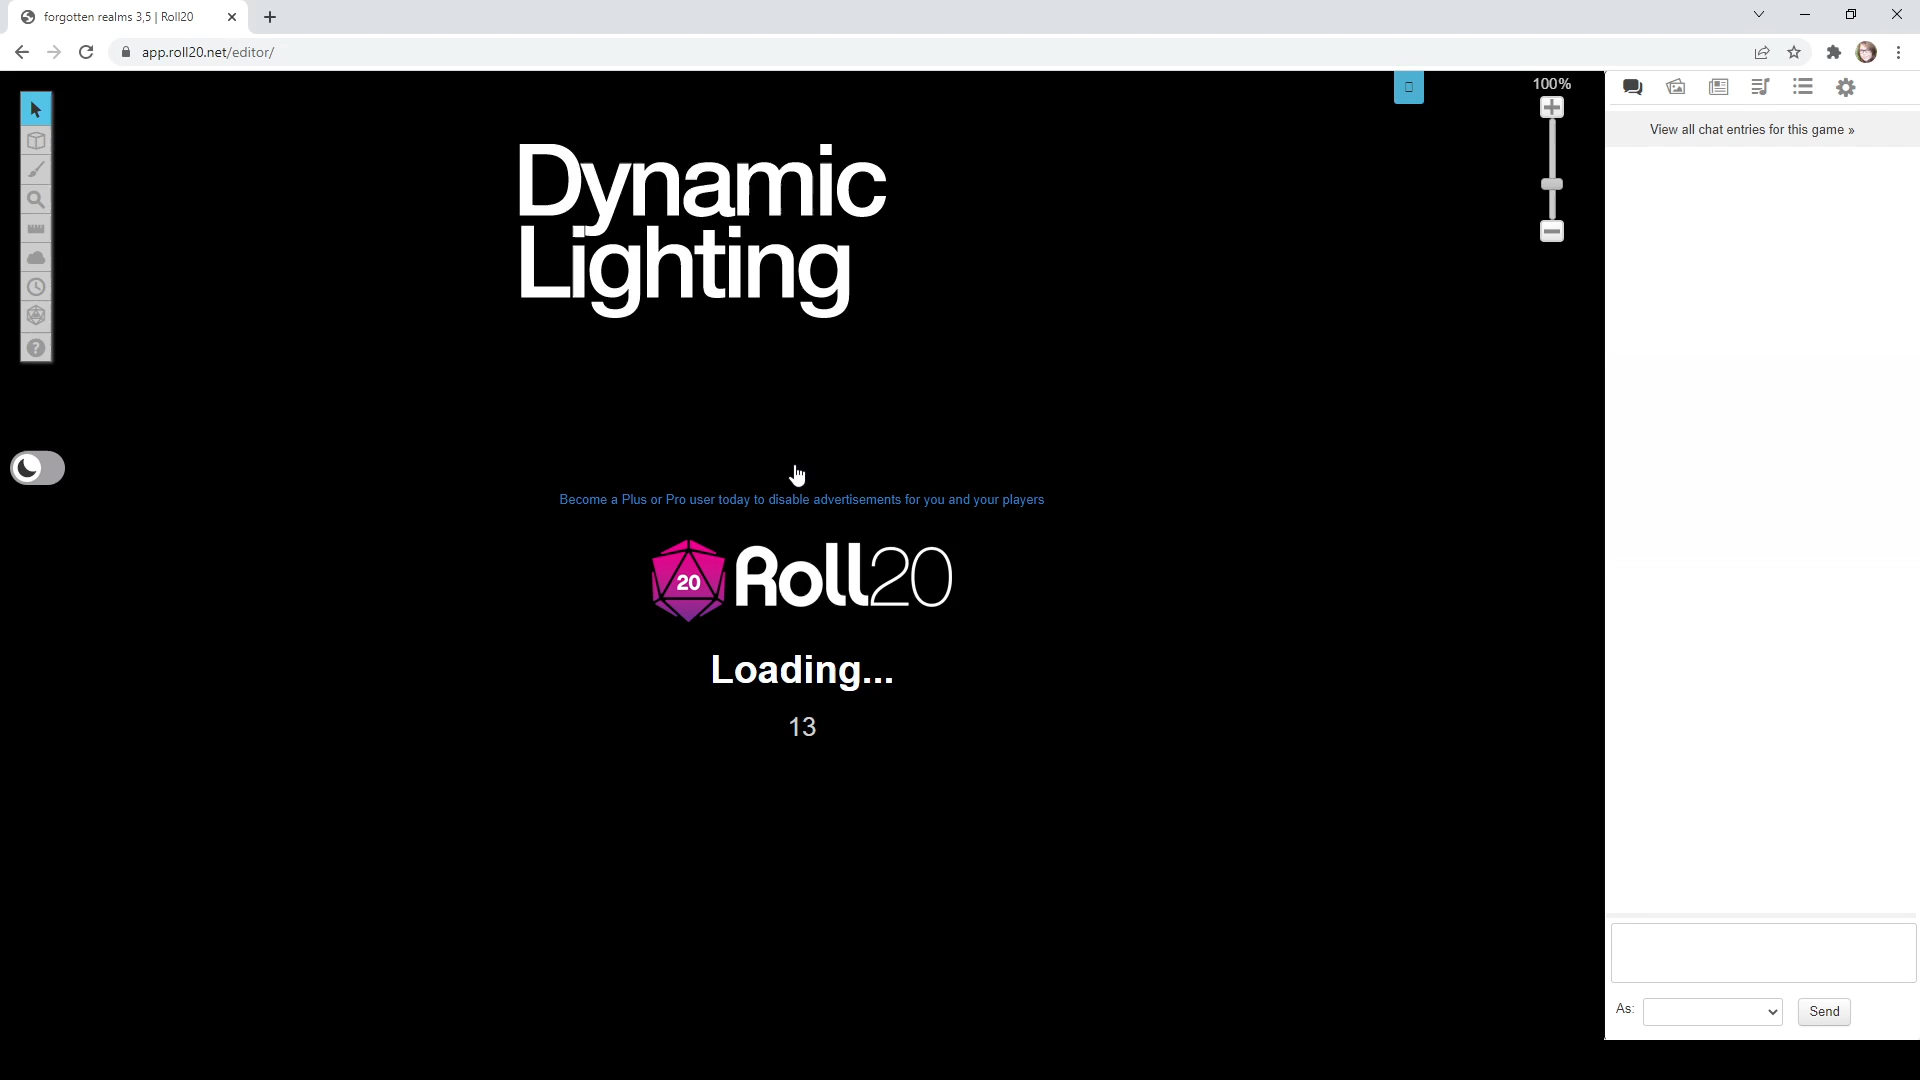 forgotten realms 3,5 | Roll20
app.roll20.net/editor/
100%
View all chat entries for this game »
Dynamic
Lighting
Become a Plus or Pro user today to disable advertisements for you and your players
20 Roll20
Loading...
13
As:
Send